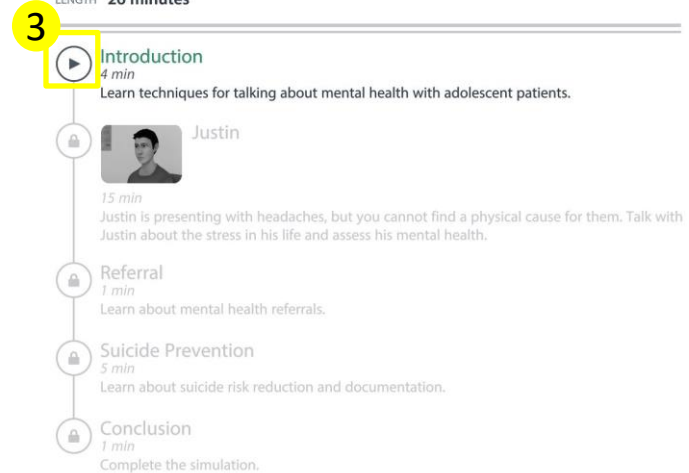 LENGTH 26 minutes
3
Introduction
4 min
Learn techniques for talking about mental health with adolescent patients.
Justin
15 min
Justin is presenting with headaches, but you cannot find a physical cause for them. Talk with
Justin about the stress in his life and assess his mental health.
Referral
1 min
Learn about mental health referrals.
Suicide Prevention
5 min
Learn about suicide risk reduction and documentation.
Conclusion
1 min
Complete the simulation.